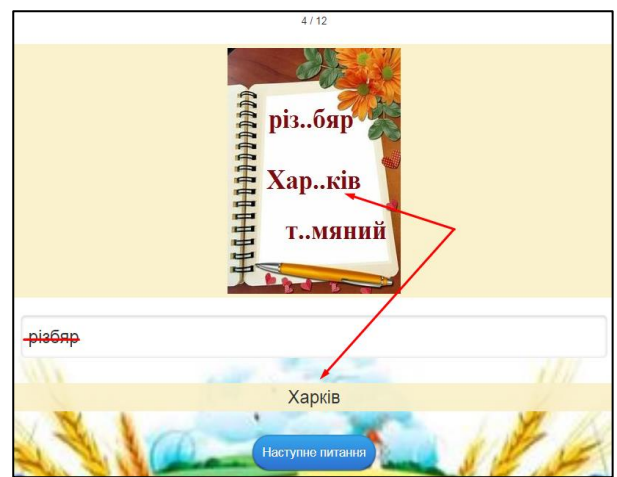 4 / 12
різ..бяр
Хар..ків
т..мяний
різбяр
Харків
Наступне питання